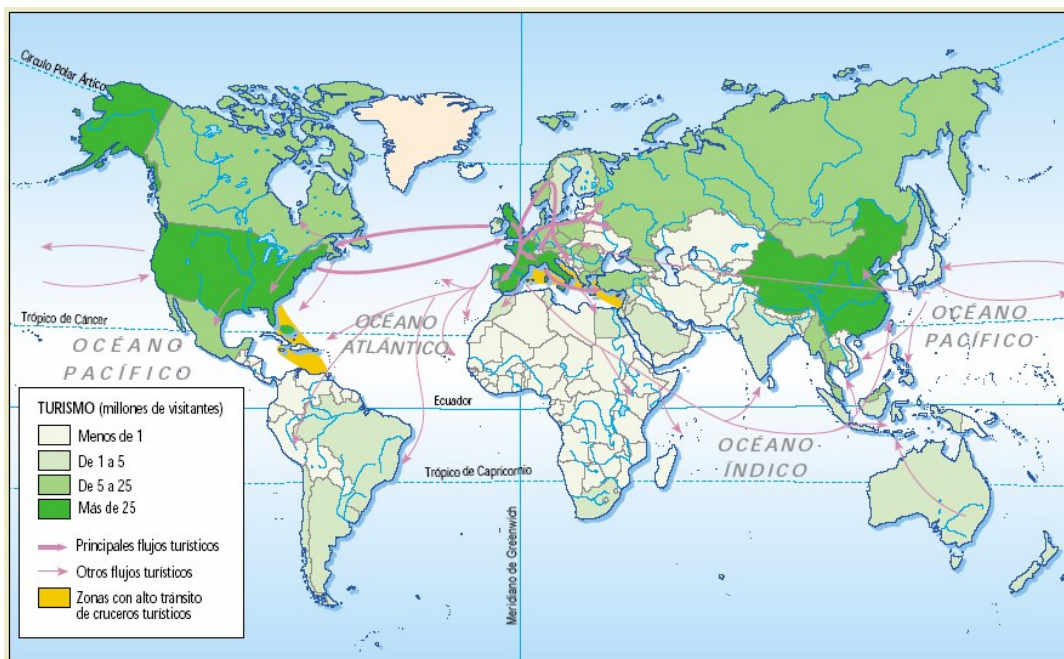 Círculo Polar Ártico
Trópico de Cáncer
OCÉANO
PACÍFICO
OCÉANO
ATLÁNTICO
OCÉANO
PACÍFICO
Ecuador
OCÉANO
ÍNDICO
Trópico de Capricornio
Meridiano de Greenwich
TURISMO (millones de visitantes)
Menos de 1
De 1 a 5
De 5 a 25
Más de 25
Principales flujos turísticos
Otros flujos turísticos
Zonas con alto tránsito
de cruceros turísticos